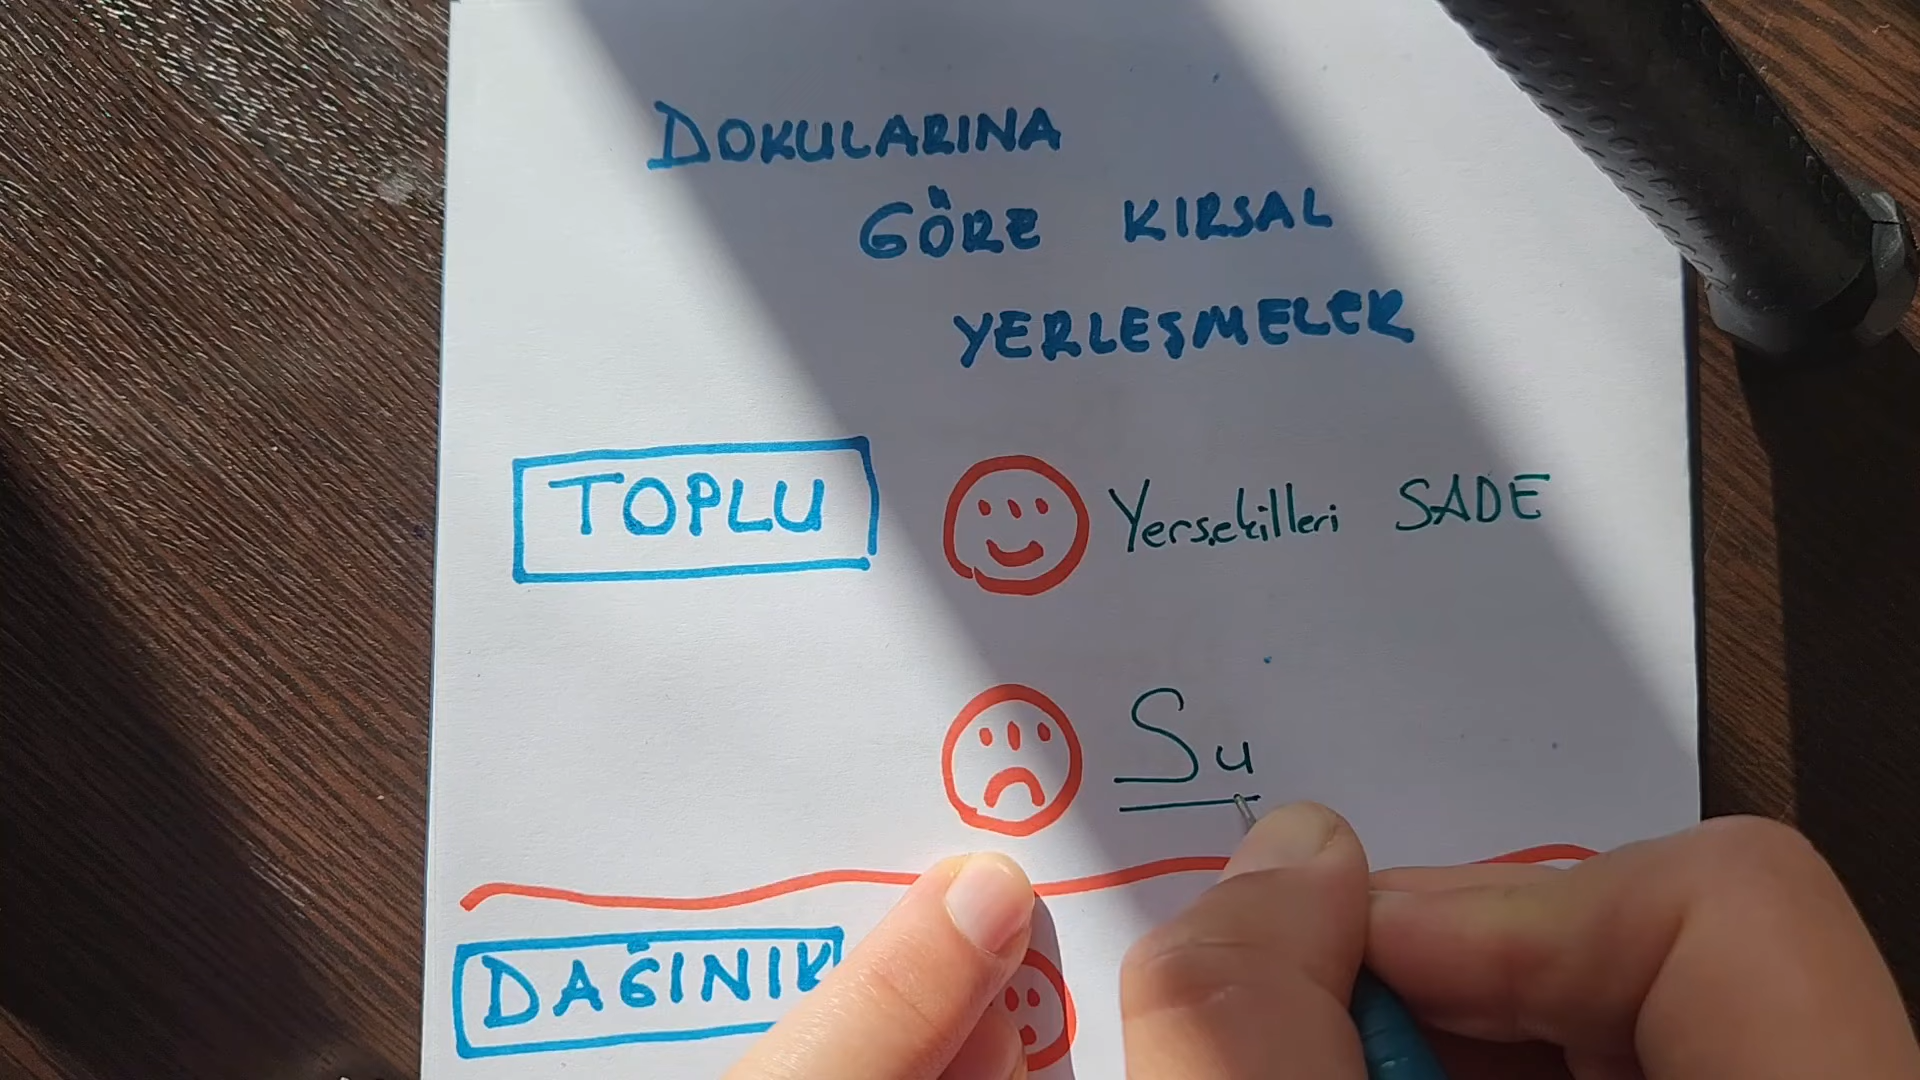 DOKULARINA
GÖRE KIRSAL
YERLEŞMELER
TOPLU
Yerşekilleri SADE
Su
DAĞINIK